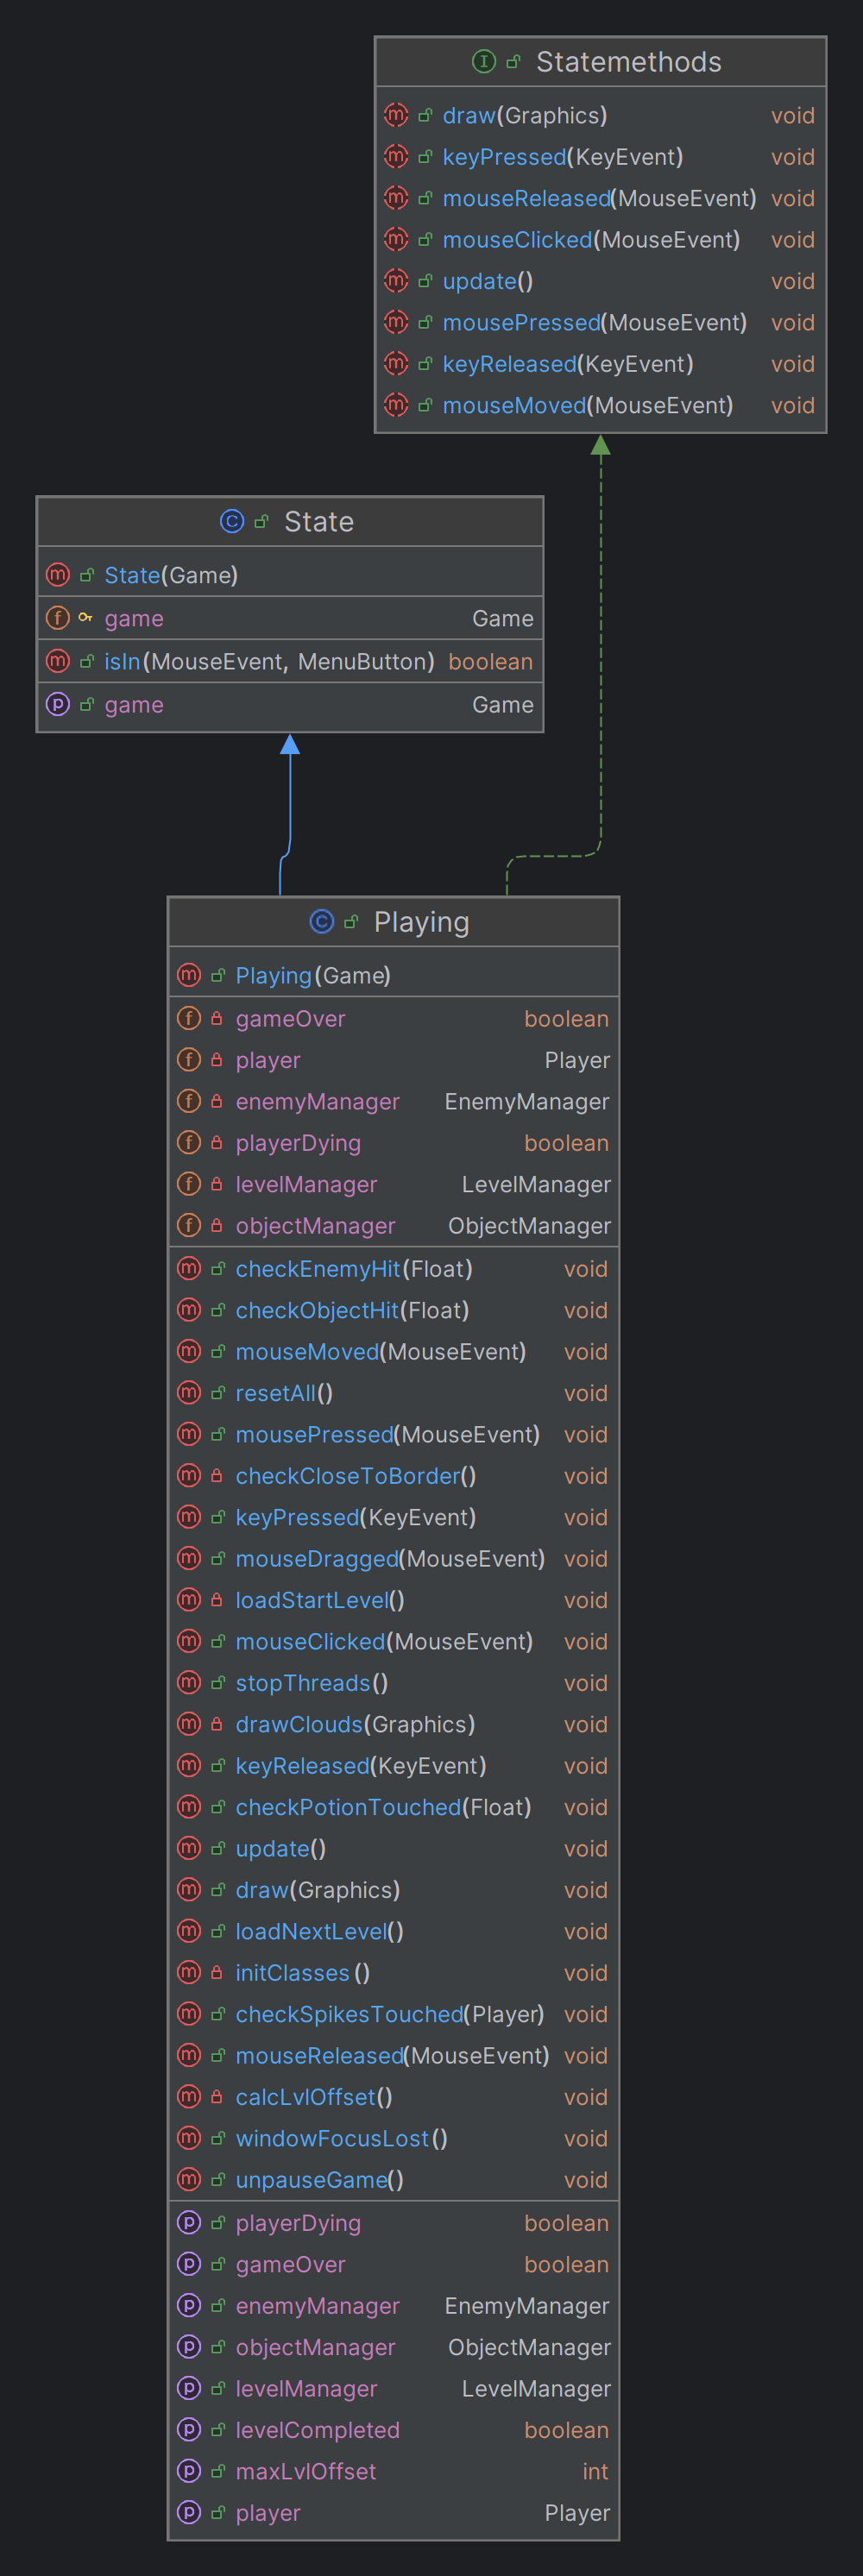 Statemethods
draw(Graphics) void
keyPressed(KeyEvent) void
mouseReleased(MouseEvent) void
mouseClicked(MouseEvent) void
update() void
mousePressed(MouseEvent) void
keyReleased(KeyEvent) void
mouseMoved(MouseEvent) void
State
State(Game)
game Game
isIn(MouseEvent, MenuButton) boolean
game Game
Playing
Playing(Game)
gameOver boolean
player Player
enemyManager EnemyManager
playerDying boolean
levelManager LevelManager
objectManager ObjectManager
checkEnemyHit(Float) void
checkObjectHit(Float) void
mouseMoved(MouseEvent) void
resetAll() void
mousePressed(MouseEvent) void
checkCloseToBorder() void
keyPressed(KeyEvent) void
mouseDragged(MouseEvent) void
loadStartLevel() void
mouseClicked(MouseEvent) void
stopThreads() void
drawClouds(Graphics) void
keyReleased(KeyEvent) void
checkPotionTouched(Float) void
update() void
draw(Graphics) void
loadNextLevel() void
initClasses() void
checkSpikesTouched(Player) void
mouseReleased(MouseEvent) void
calcLvlOffset() void
windowFocusLost() void
unpauseGame() void
playerDying boolean
gameOver boolean
enemyManager EnemyManager
objectManager ObjectManager
levelManager LevelManager
levelCompleted boolean
maxLvlOffset int
player Player